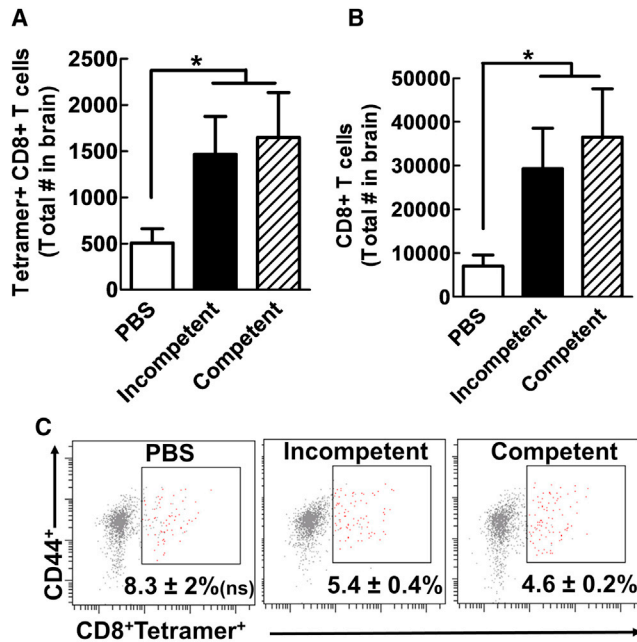 A
Tetramer+ CD8+ T cells
(Total # in brain)
2500
2000
1500
1000
500
0
*
PBS
Incompetent
Competent
B
CD8+ T cells
(Total # in brain)
50000
40000
30000
20000
10000
0
*
PBS
Incompetent
Competent
C
CD44⁺
PBS
8.3 ± 2%(ns)
Incompetent
5.4 ± 0.4%
Competent
4.6 ± 0.2%
CD8⁺Tetramer⁺